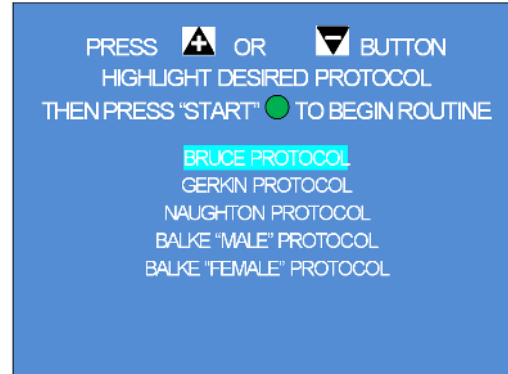 PRESS + OR − BUTTON
HIGHLIGHT DESIRED PROTOCOL
THEN PRESS “START” TO BEGIN ROUTINE
BRUCE PROTOCOL
GERKIN PROTOCOL
NAUGHTON PROTOCOL
BALKE “MALE” PROTOCOL
BALKE “FEMALE” PROTOCOL